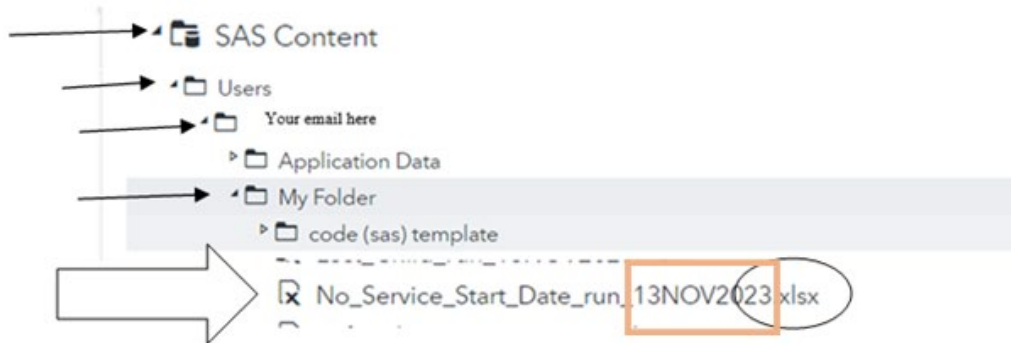 SAS Content
Users
Your email here
Application Data
My Folder
code (sas) template
No_Service_Start_Date_run_13NOV2023.xlsx